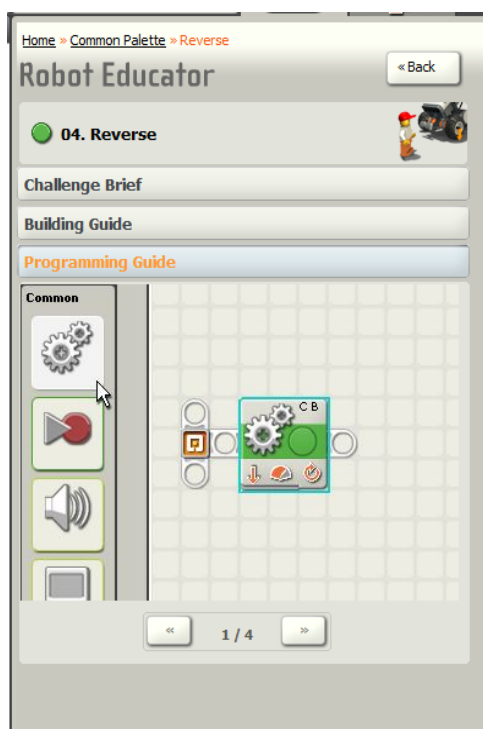 Home » Common Palette » Reverse
Robot Educator
« Back
04. Reverse
Challenge Brief
Building Guide
Programming Guide
Common
C B
« 1 / 4 »